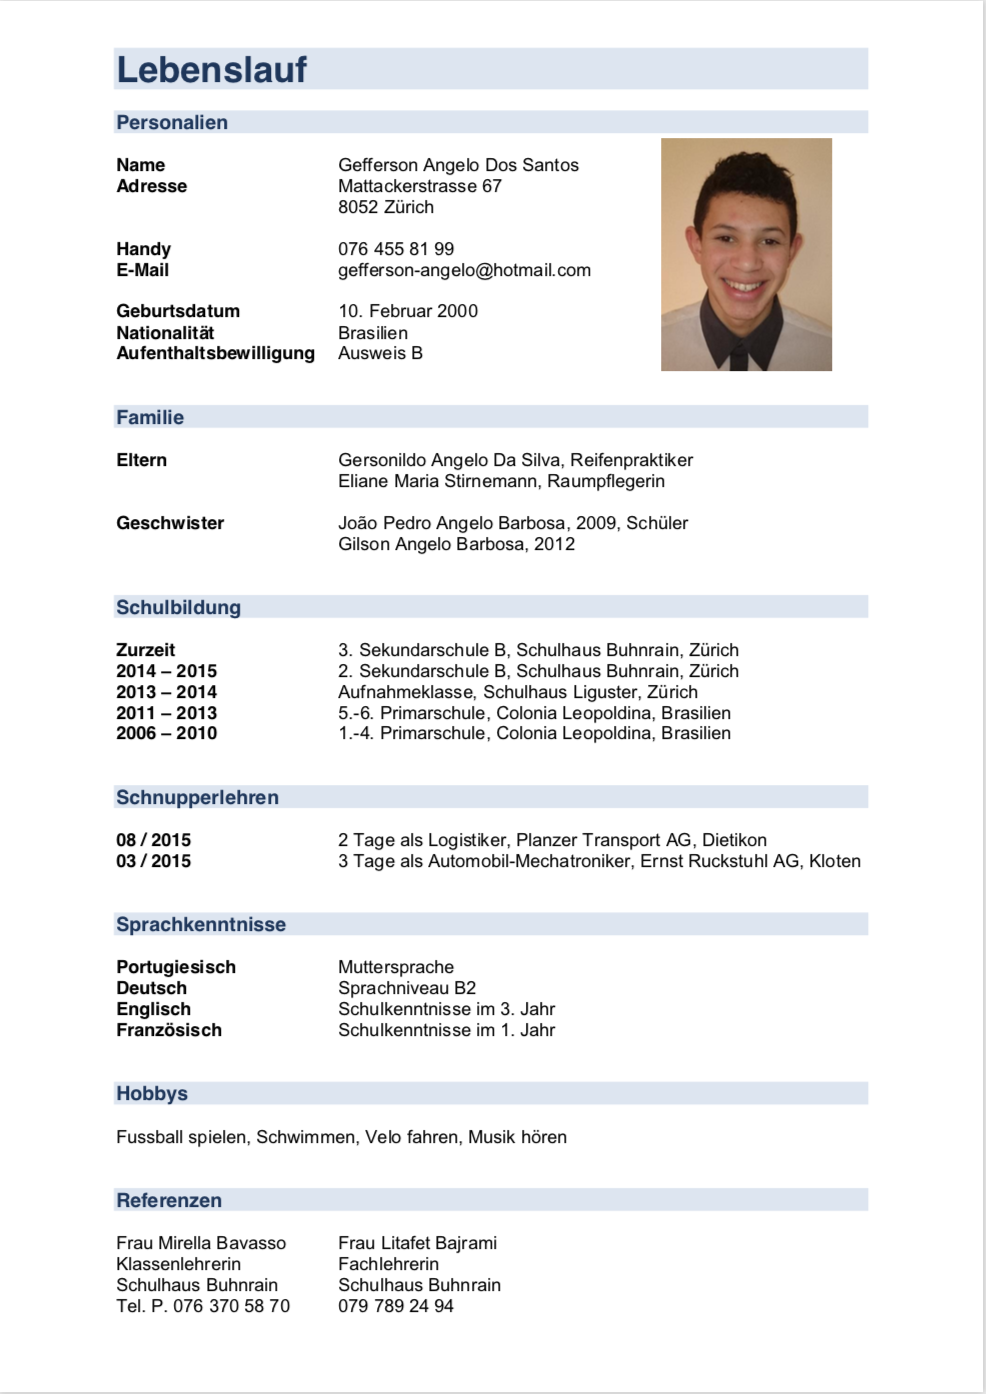 Lebenslauf
Personalien
Name Gefferson Angelo Dos Santos
Adresse Mattackerstrasse 67
8052 Zürich
Handy 076 455 81 99
E-Mail gefferson-angelo@hotmail.com
Geburtsdatum 10. Februar 2000
Nationalität Brasilien
Aufenthaltsbewilligung Ausweis B
Familie
Eltern Gersonildo Angelo Da Silva, Reifenpraktiker
Eliane Maria Stirnemann, Raumpflegerin
Geschwister João Pedro Angelo Barbosa, 2009, Schüler
Gilson Angelo Barbosa, 2012
Schulbildung
Zurzeit 3. Sekundarschule B, Schulhaus Buhnrain, Zürich
2014 – 2015 2. Sekundarschule B, Schulhaus Buhnrain, Zürich
2013 – 2014 Aufnahmeklasse, Schulhaus Liguster, Zürich
2011 – 2013 5.-6. Primarschule, Colonia Leopoldina, Brasilien
2006 – 2010 1.-4. Primarschule, Colonia Leopoldina, Brasilien
Schnupperlehren
08 / 2015 2 Tage als Logistiker, Planzer Transport AG, Dietikon
03 / 2015 3 Tage als Automobil-Mechatroniker, Ernst Ruckstuhl AG, Kloten
Sprachkenntnisse
Portugiesisch Muttersprache
Deutsch Sprachniveau B2
Englisch Schulkenntnisse im 3. Jahr
Französisch Schulkenntnisse im 1. Jahr
Hobbys
Fussball spielen, Schwimmen, Velo fahren, Musik hören
Referenzen
Frau Mirella Bavasso Frau Litafet Bajrami
Klassenlehrerin Fachlehrerin
Schulhaus Buhnrain Schulhaus Buhnrain
Tel. P. 076 370 58 70 079 789 24 94